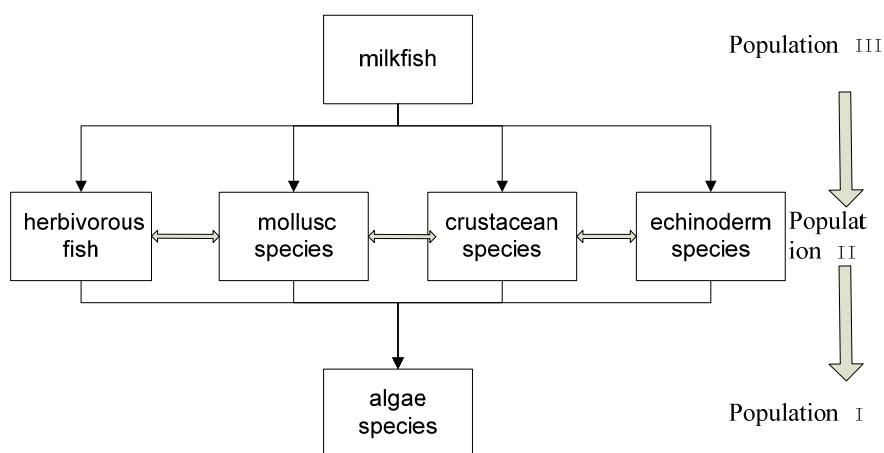 milkfish
Population III
herbivorous
fish
mollusc
species
crustacean
species
echinoderm
species
Populat
ion II
algae
species
Population I